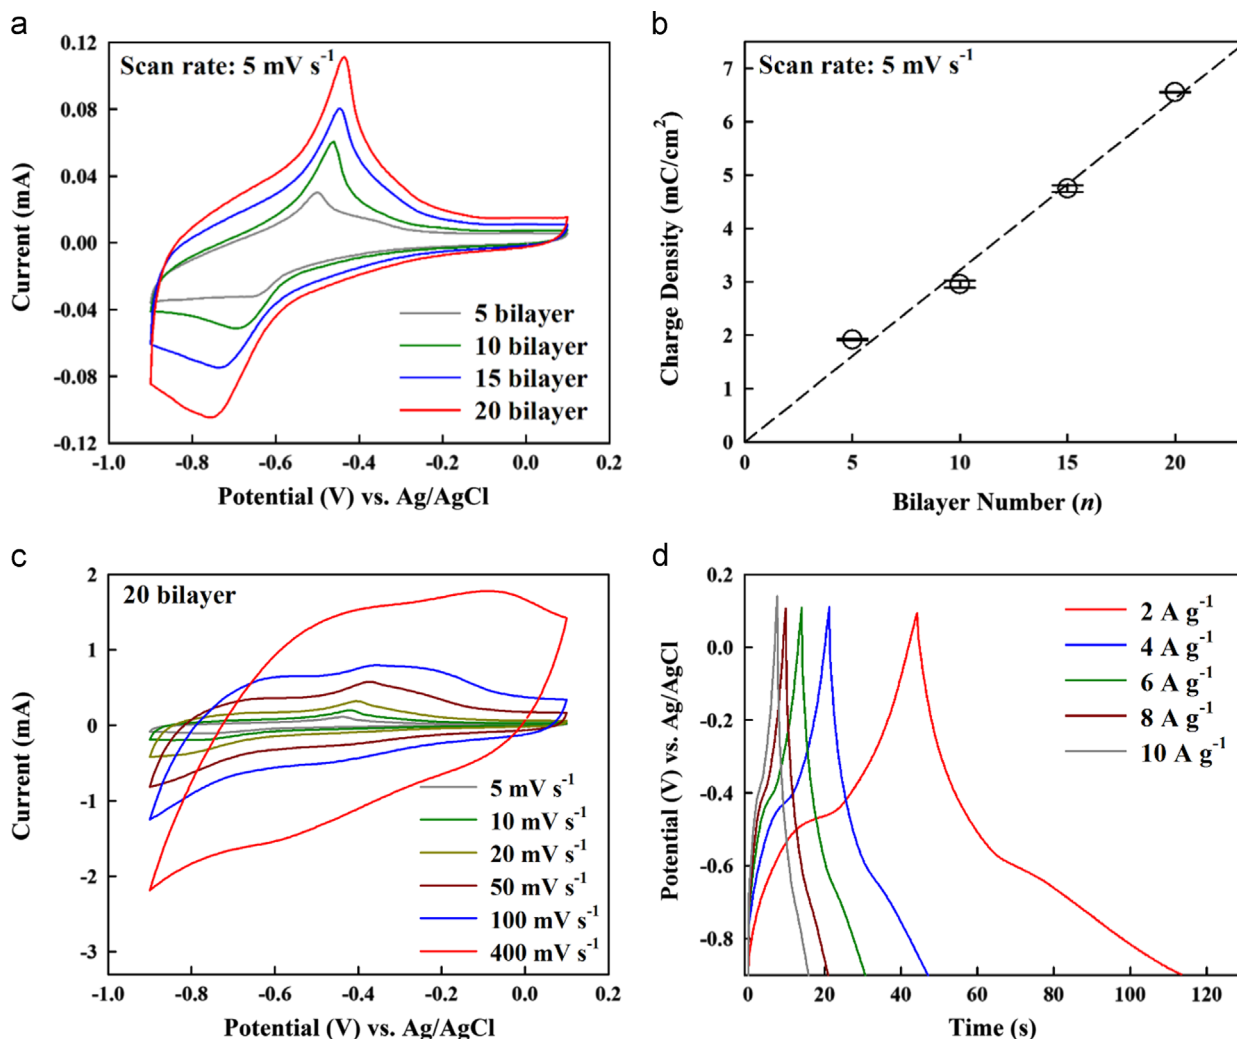 a
Scan rate: 5 mV s⁻¹
0.12
0.08
0.04
0.00
-0.04
-0.08
-0.12
Current (mA)
5 bilayer
10 bilayer
15 bilayer
20 bilayer
-1.0 -0.8 -0.6 -0.4 -0.2 0.0 0.2
Potential (V) vs. Ag/AgCl
b
Scan rate: 5 mV s⁻¹
7
6
5
4
3
2
1
0
Charge Density (mC/cm²)
0 5 10 15 20
Bilayer Number (n)
c
20 bilayer
2
1
0
-1
-2
-3
Current (mA)
5 mV s⁻¹
10 mV s⁻¹
20 mV s⁻¹
50 mV s⁻¹
100 mV s⁻¹
400 mV s⁻¹
-1.0 -0.8 -0.6 -0.4 -0.2 0.0 0.2
Potential (V) vs. Ag/AgCl
d
0.2
0.0
-0.2
-0.4
-0.6
-0.8
Potential (V) vs. Ag/AgCl
2 A g⁻¹
4 A g⁻¹
6 A g⁻¹
8 A g⁻¹
10 A g⁻¹
0 20 40 60 80 100 120
Time (s)